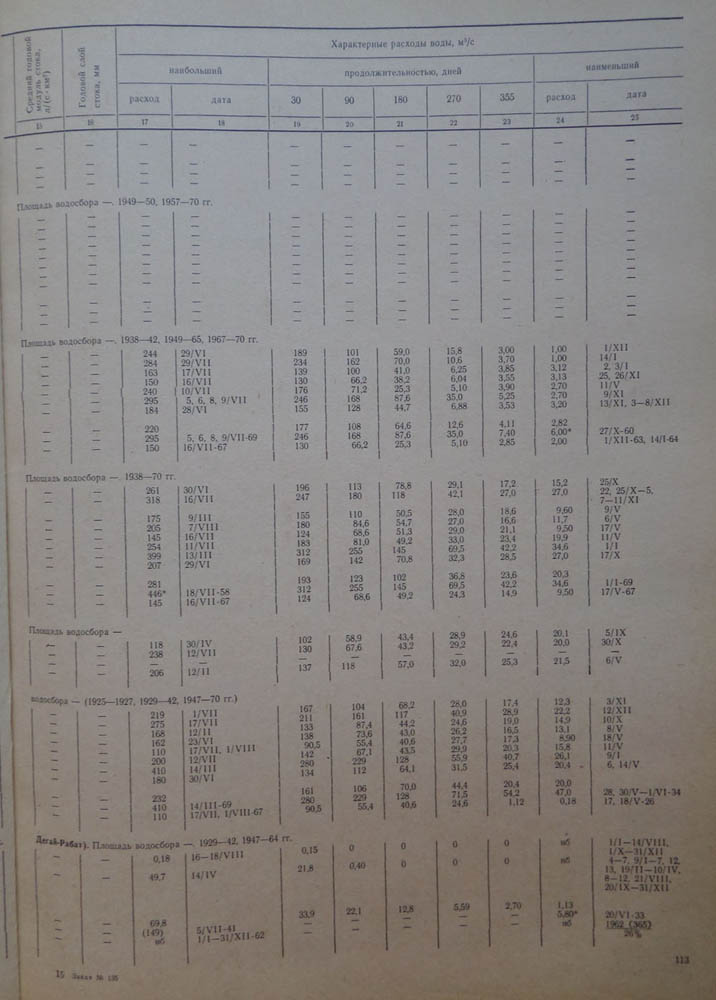 Средний годовой модуль стока, л/(с · км²)
Годовой слой стока, мм
Характерные расходы воды, м³/с
наибольший
продолжительностью, дней
наименьший
расход дата 30 90 180 270 355 расход дата
15 16 17 18 19 20 21 22 23 24 25
— — — — — — — — — — —
— — — — — — — — — — —
— — — — — — — — — — —
— — — — — — — — — — —
Площадь водосбора —, 1949—50, 1957—70 гг.
— — — — — — — — — — —
— — — — — — — — — — —
— — — — — — — — — — —
— — — — — — — — — — —
— — — — — — — — — — —
— — — — — — — — — — —
— — — — — — — — — — —
— — — — — — — — — — —
— — — — — — — — — — —
— — — — — — — — — — —
— — — — — — — — — — —
Площадь водосбора —, 1938—42, 1949—65, 1967—70 гг.
— — 244 29/VI 189 101 59,0 15,8 3,00 1,00 1/XII
— — 284 29/VII 234 162 70,0 10,6 3,70 1,00 14/I
— — 163 17/VII 139 100 41,0 6,25 3,85 3,12 2, 3/I
— — 150 16/VII 130 66,2 38,2 6,04 3,55 3,13 25, 26/XI
— — 240 10/VII 176 71,2 25,3 5,10 3,90 2,70 11/V
— — 295 5, 6, 8, 9/VII 246 168 87,6 35,0 5,25 2,70 9/XI
— — 184 28/VI 155 128 44,7 6,88 3,53 3,20 13/XI, 3—8/XII
— — 220 177 108 64,6 12,6 4,11 2,82
— — 295 5, 6, 8, 9/VII-69 246 168 87,6 35,0 7,40 6,00* 27/X-60
— — 150 16/VII-67 130 66,2 25,3 5,10 2,85 2,00 1/XII-63, 14/I-64
Площадь водосбора —. 1938—70 гг.
— — 261 30/VI 196 113 78,8 29,1 17,2 15,2 25/X
— — 318 16/VII 247 180 118 42,1 27,0 27,0 22, 25/X—5,
7—11/XI
— — 175 9/III 155 110 50,5 28,0 18,6 9,60 9/V
— — 205 7/VIII 180 84,6 54,7 27,0 16,6 11,7 6/V
— — 145 16/VII 124 68,6 51,3 29,0 21,1 9,50 17/V
— — 254 11/VII 183 81,0 49,2 33,0 23,4 19,9 11/V
— — 399 13/III 312 255 145 69,5 42,2 34,6 1/I
— — 207 29/VI 169 142 70,8 32,3 28,5 27,0 17/X
— — 281 193 123 102 36,8 23,6 20,3
— — 446* 18/VII-58 312 255 145 69,5 42,2 34,6 1/I-69
— — 145 16/VII-67 124 68,6 49,2 24,3 14,9 9,50 17/V-67
Площадь водосбора —
— — 118 30/IV 102 58,9 43,4 28,9 24,6 20,1 5/IX
— — 238 12/VII 130 67,6 43,2 29,2 22,4 20,0 30/X
— — — — — — — — — — —
— — 206 12/II 137 118 57,0 32,0 25,3 21,5 6/V
водосбора — (1925—1927, 1929—42, 1947—70 гг.)
— — 219 1/VII 167 104 68,2 28,0 17,4 12,3 3/XI
— — 275 17/VII 211 161 117 40,9 28,9 22,2 12/XII
— — 168 12/II 133 87,4 44,2 24,6 19,0 14,9 10/X
— — 162 23/VI 138 73,6 43,0 26,2 16,5 13,1 8/V
— — 110 17/VII, 1/VIII 90,5 55,4 40,6 27,7 17,3 8,90 18/V
— — 200 12/VII 142 67,1 43,5 29,9 20,3 15,8 11/V
— — 410 14/III 280 229 128 55,9 40,7 26,1 9/I
— — 180 30/VI 134 112 64,1 31,5 25,4 20,4 6, 14/V
— — 232 161 106 70,0 44,4 20,4 20,0
— — 410 14/III-69 280 229 128 71,5 54,2 47,0 28, 30/V—1/VI-34
— — 110 17/VII, 1/VIII-67 90,5 55,4 40,6 24,6 1,12 0,18 17, 18/V-26
Дегай-Рабат). Площадь водосбора —, 1929—42, 1947—64 гг.
— — 0,18 16—18/VIII 0,15 0 0 0 0 нб 1/I—14/VIII,
1/X—31/XII
— — 49,7 14/IV 21,8 0,40 0 0 0 нб 4—7, 9/I—7, 12,
13, 19/II—10/IV,
8—12, 21/VIII,
20/IX—31/XII
— — 69,8 33,9 22,1 12,8 5,59 2,70 1,13
— — (149) 5/VII-41 — — — — — 5,80* 20/VI-33
— — нб 1/I—31/XII-62 — — — — — нб 1962 (365)
26%
15 Заказ № 135
113